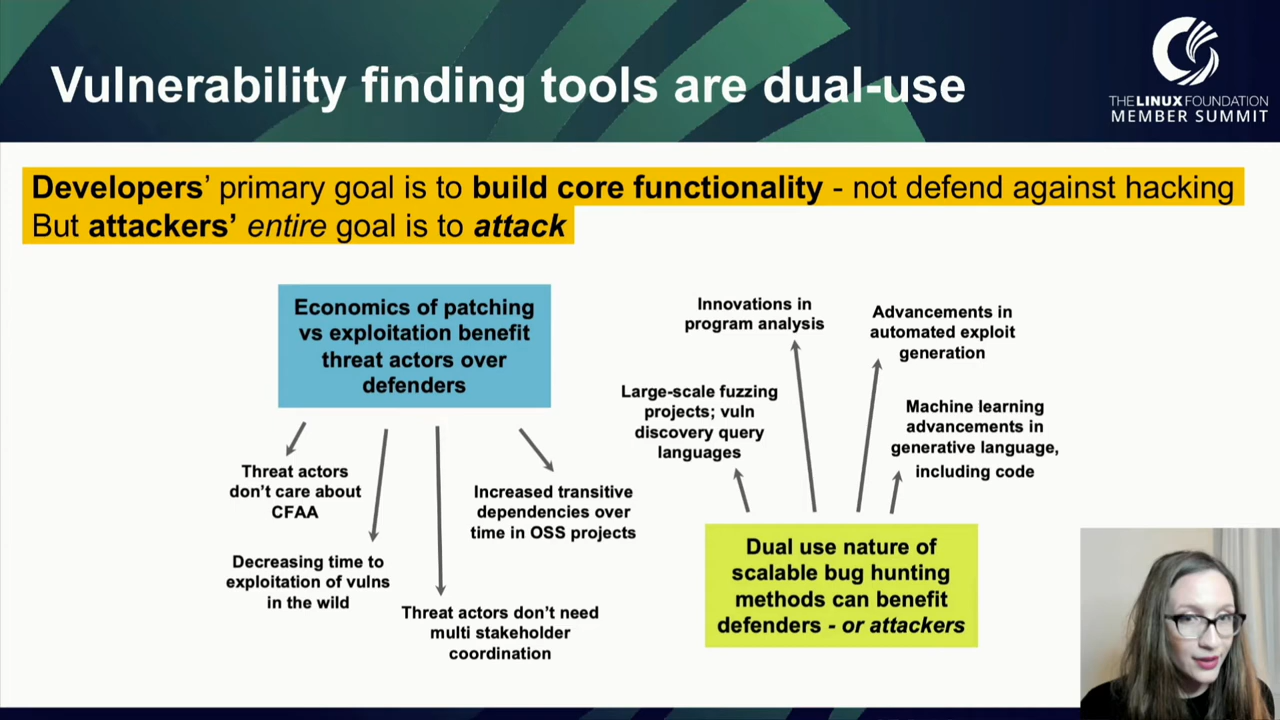 Vulnerability finding tools are dual-use
THE LINUX FOUNDATION
MEMBER SUMMIT
Developers’ primary goal is to build core functionality - not defend against hacking
But attackers’ entire goal is to attack
Economics of patching
vs exploitation benefit
threat actors over
defenders
Threat actors
don’t care about
CFAA
Decreasing time to
exploitation of vulns
in the wild
Threat actors don’t need
multi stakeholder
coordination
Increased transitive
dependencies over
time in OSS projects
Innovations in
program analysis
Advancements in
automated exploit
generation
Large-scale fuzzing
projects; vuln
discovery query
languages
Machine learning
advancements in
generative language,
including code
Dual use nature of
scalable bug hunting
methods can benefit
defenders - or attackers